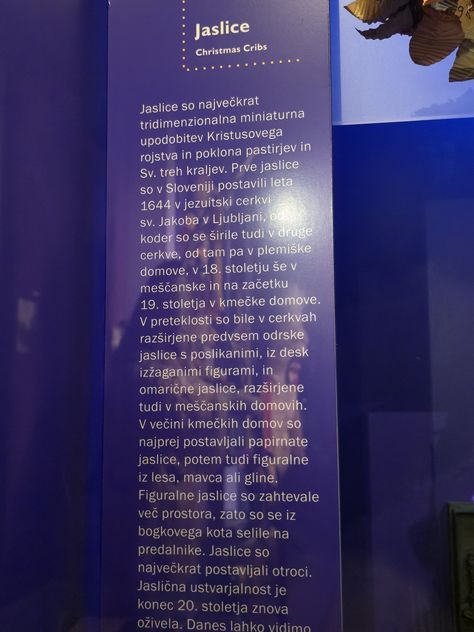 Jaslice
Christmas Cribs
Jaslice so največkrat
tridimenzionalna miniaturna
upodobitev Kristusovega
rojstva in poklona pastirjev in
Sv. treh kraljev. Prve jaslice
so v Sloveniji postavili leta
1644 v jezuitski cerkvi
sv. Jakoba v Ljubljani, od
koder so se širile tudi v druge
cerkve, od tam pa v plemiške
domove, v 18. stoletju še v
meščanske in na začetku
19. stoletja v kmečke domove.
V preteklosti so bile v cerkvah
razširjene predvsem odrske
jaslice s poslikanimi, iz desk
izžaganimi figurami, in
omarične jaslice, razširjene
tudi v meščanskih domovih.
V večini kmečkih domov so
najprej postavljali papirnate
jaslice, potem tudi figuralne
iz lesa, mavca ali gline.
Figuralne jaslice so zahtevale
več prostora, zato so se iz
bogkovega kota selile na
predalnike. Jaslice so
največkrat postavljali otroci.
Jaslična ustvarjalnost je
konec 20. stoletja znova
oživela. Danes lahko vidimo